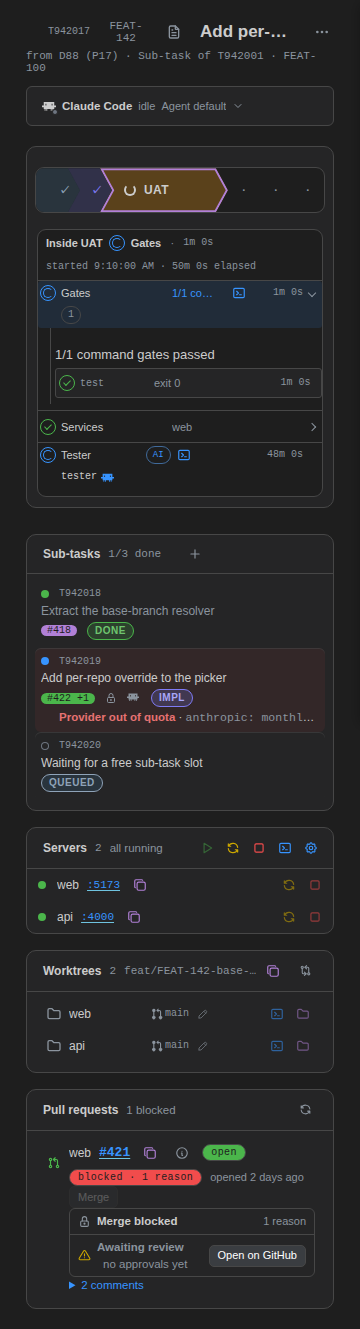 T942017 FEAT-142 Add per-…
from D88 (P17) · Sub-task of T942001 · FEAT-100
Claude Code idle Agent default
UAT
Inside UAT Gates · 1m 0s
started 9:10:00 AM · 50m 0s elapsed
Gates 1/1 co… 1m 0s
1
1/1 command gates passed
test exit 0 1m 0s
Services web
Tester AI 48m 0s
tester
Sub-tasks 1/3 done
T942018
Extract the base-branch resolver
#418 DONE
T942019
Add per-repo override to the picker
#422 +1 IMPL
Provider out of quota · anthropic: monthl…
T942020
Waiting for a free sub-task slot
QUEUED
Servers 2 all running
web :5173
api :4000
Worktrees 2 feat/FEAT-142-base-…
web main
api main
Pull requests 1 blocked
web #421 open
blocked · 1 reason opened 2 days ago
Merge
Merge blocked 1 reason
Awaiting review
no approvals yet
Open on GitHub
2 comments